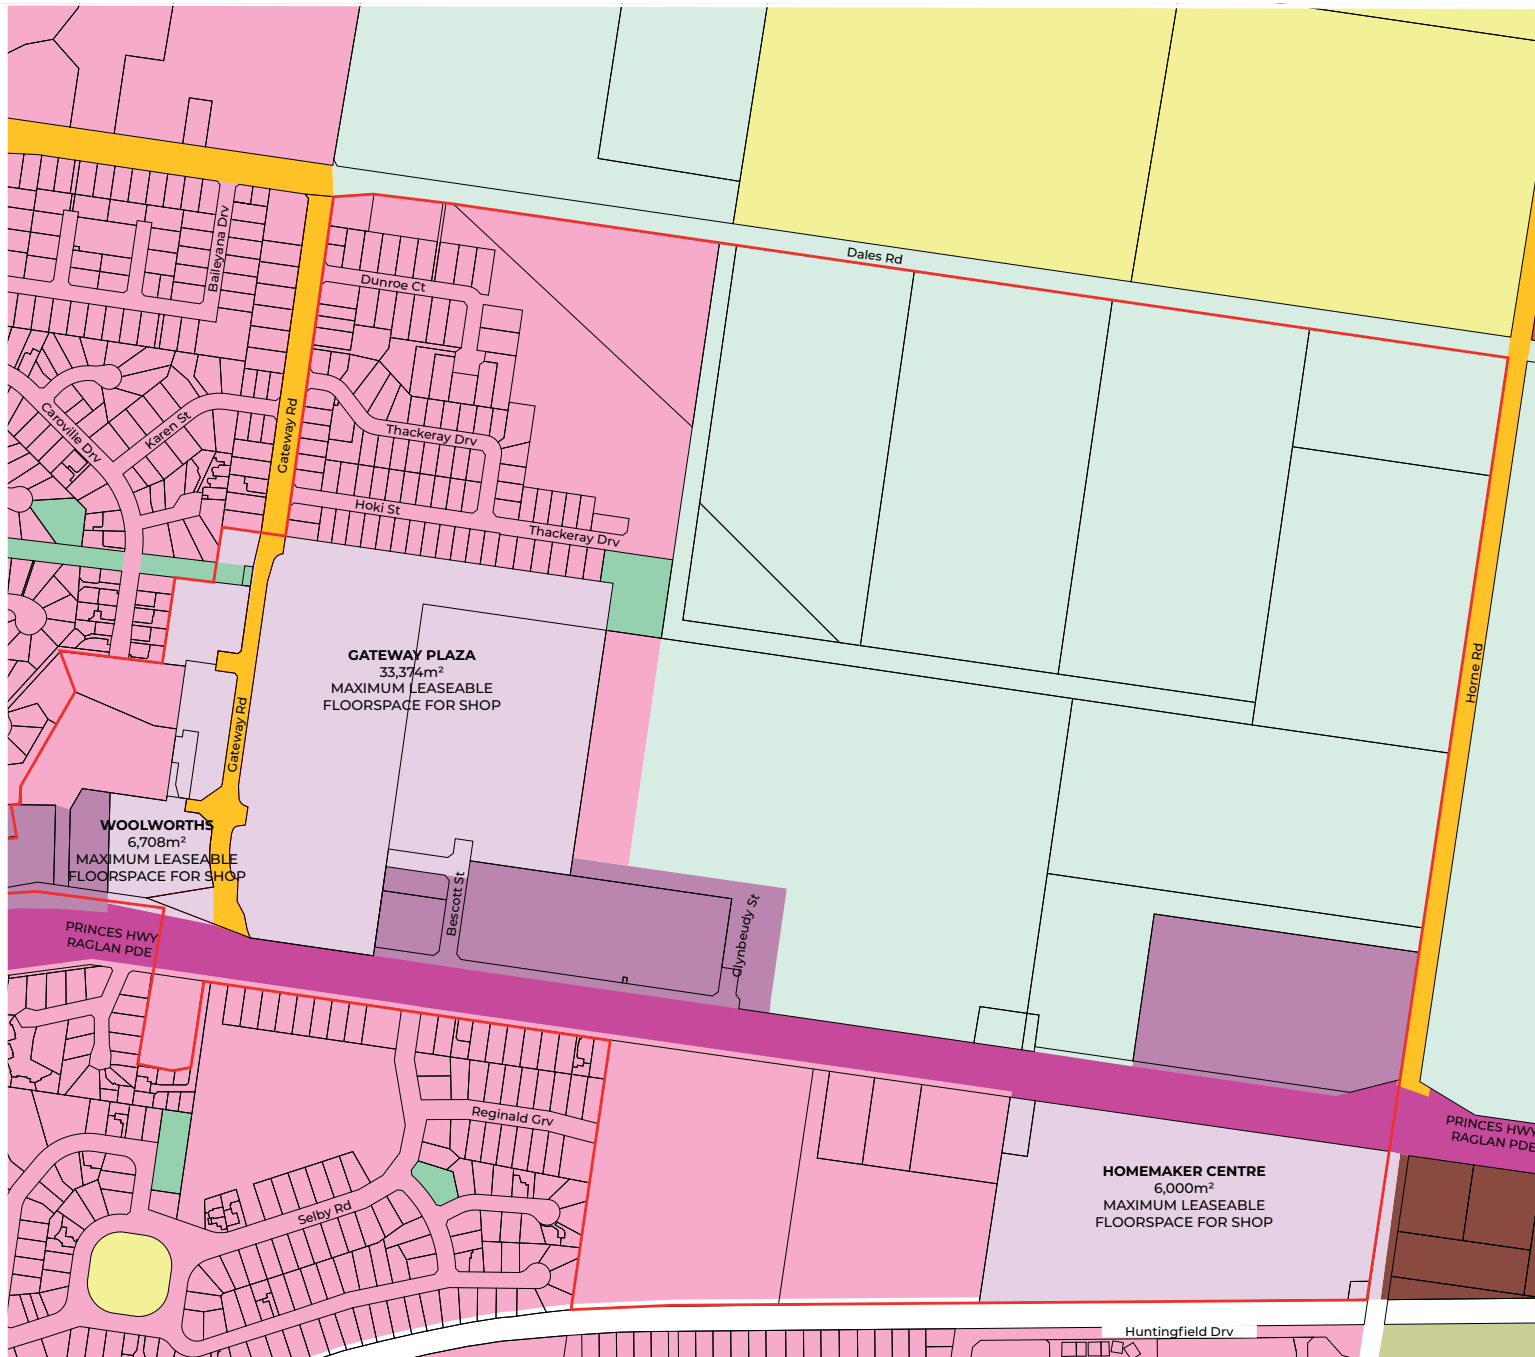 Baileyana Drv
Dales Rd
Dunroe Ct
Gateway Rd
Caroville Drv
Karen St
Thackeray Drv
Hoki St
Thackeray Drv
Horne Rd
GATEWAY PLAZA
33,374m²
MAXIMUM LEASEABLE
FLOORSPACE FOR SHOP
Gateway Rd
WOOLWORTHS
6,708m²
MAXIMUM LEASEABLE
FLOORSPACE FOR SHOP
Bescott St
Glynbeudy St
PRINCES HWY
RAGLAN PDE
PRINCES HWY
RAGLAN PDE
Reginald Grv
HOMEMAKER CENTRE
6,000m²
MAXIMUM LEASEABLE
FLOORSPACE FOR SHOP
Selby Rd
Huntingfield Drv